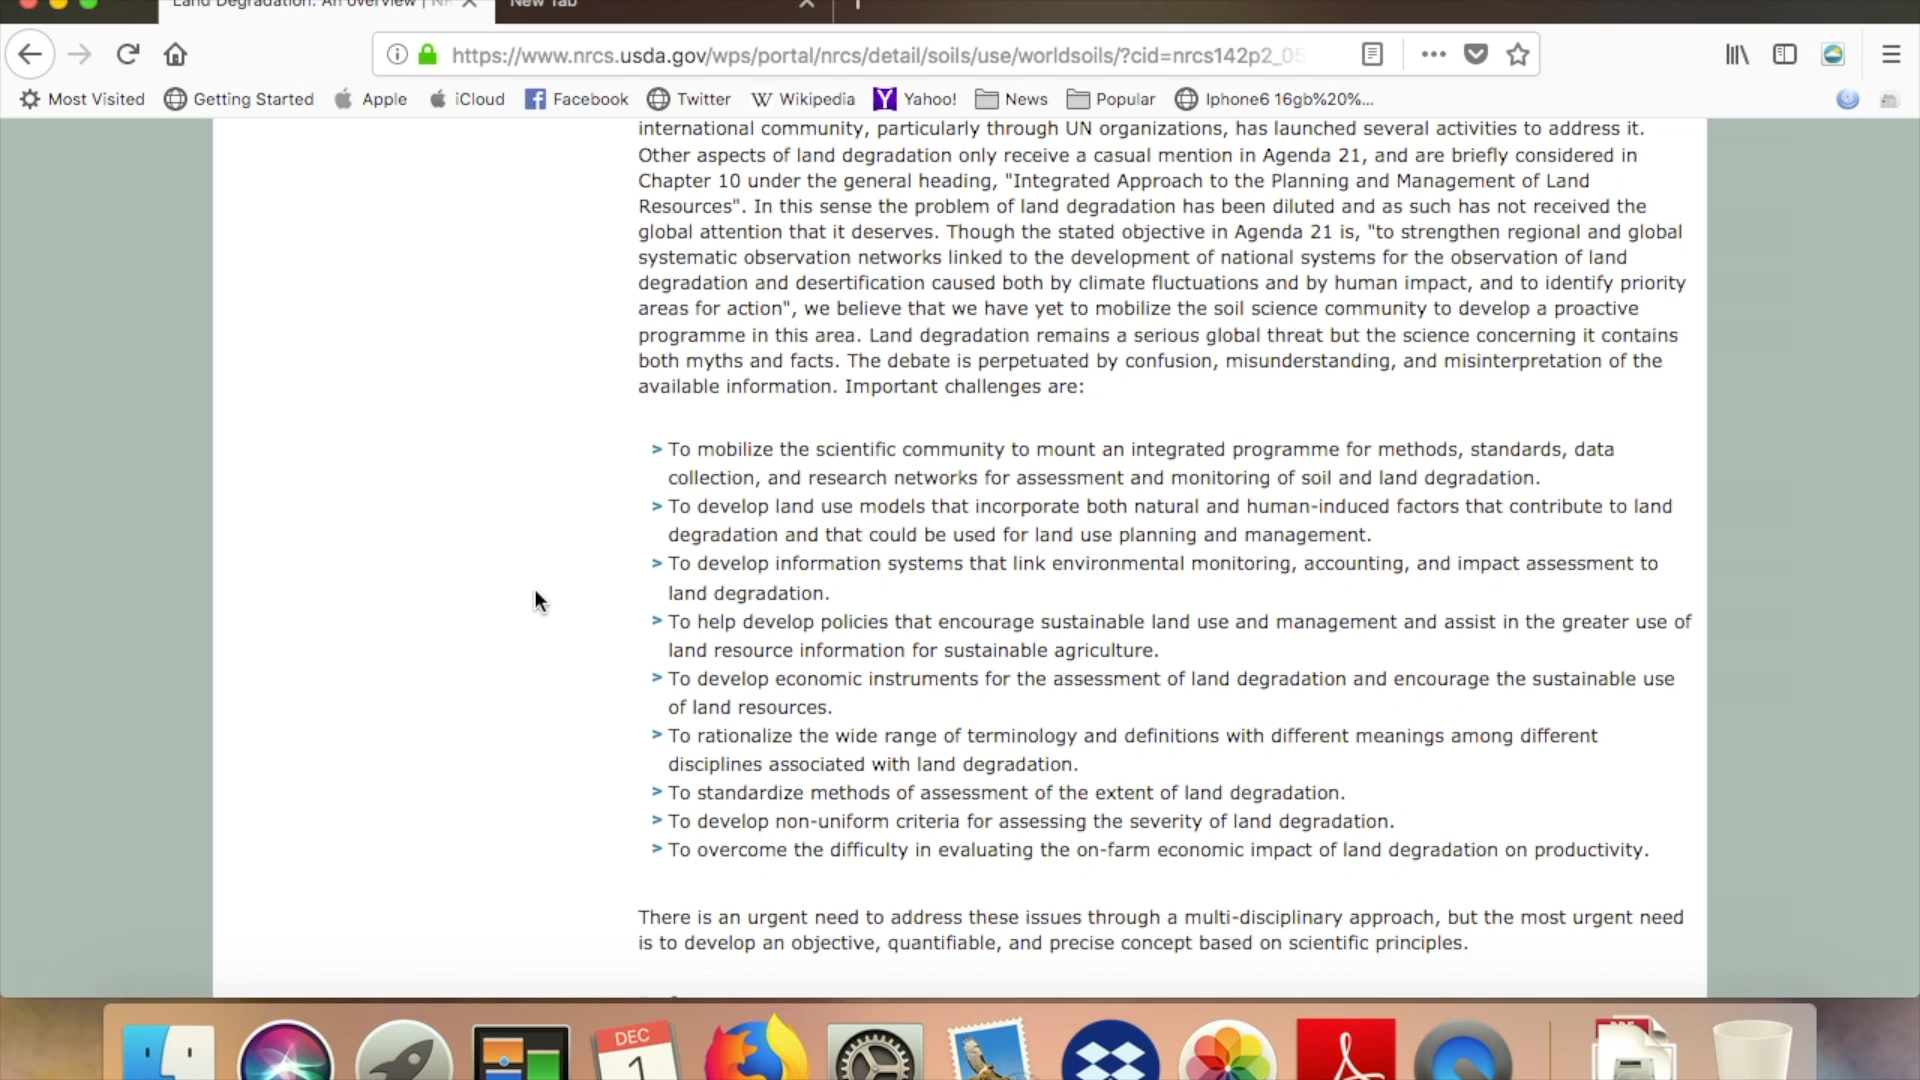 Land Degradation: An overview | NR
New Tab
https://www.nrcs.usda.gov/wps/portal/nrcs/detail/soils/use/worldsoils/?cid=nrcs142p2_05
Most Visited Getting Started Apple iCloud Facebook Twitter Wikipedia Yahoo! News Popular Iphone6 16gb%20%...
international community, particularly through UN organizations, has launched several activities to address it.
Other aspects of land degradation only receive a casual mention in Agenda 21, and are briefly considered in
Chapter 10 under the general heading, "Integrated Approach to the Planning and Management of Land
Resources". In this sense the problem of land degradation has been diluted and as such has not received the
global attention that it deserves. Though the stated objective in Agenda 21 is, "to strengthen regional and global
systematic observation networks linked to the development of national systems for the observation of land
degradation and desertification caused both by climate fluctuations and by human impact, and to identify priority
areas for action", we believe that we have yet to mobilize the soil science community to develop a proactive
programme in this area. Land degradation remains a serious global threat but the science concerning it contains
both myths and facts. The debate is perpetuated by confusion, misunderstanding, and misinterpretation of the
available information. Important challenges are:
> To mobilize the scientific community to mount an integrated programme for methods, standards, data
collection, and research networks for assessment and monitoring of soil and land degradation.
> To develop land use models that incorporate both natural and human-induced factors that contribute to land
degradation and that could be used for land use planning and management.
> To develop information systems that link environmental monitoring, accounting, and impact assessment to
land degradation.
> To help develop policies that encourage sustainable land use and management and assist in the greater use of
land resource information for sustainable agriculture.
> To develop economic instruments for the assessment of land degradation and encourage the sustainable use
of land resources.
> To rationalize the wide range of terminology and definitions with different meanings among different
disciplines associated with land degradation.
> To standardize methods of assessment of the extent of land degradation.
> To develop non-uniform criteria for assessing the severity of land degradation.
> To overcome the difficulty in evaluating the on-farm economic impact of land degradation on productivity.
There is an urgent need to address these issues through a multi-disciplinary approach, but the most urgent need
is to develop an objective, quantifiable, and precise concept based on scientific principles.
DEC
1